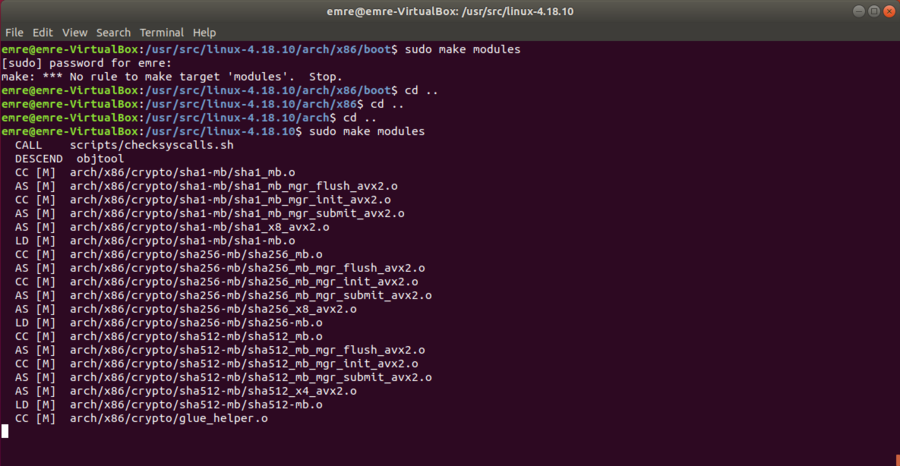 emre@emre-VirtualBox: /usr/src/linux-4.18.10
File Edit View Search Terminal Help
emre@emre-VirtualBox:/usr/src/linux-4.18.10/arch/x86/boot$ sudo make modules
[sudo] password for emre:
make: *** No rule to make target 'modules'.  Stop.
emre@emre-VirtualBox:/usr/src/linux-4.18.10/arch/x86/boot$ cd ..
emre@emre-VirtualBox:/usr/src/linux-4.18.10/arch/x86$ cd ..
emre@emre-VirtualBox:/usr/src/linux-4.18.10/arch$ cd ..
emre@emre-VirtualBox:/usr/src/linux-4.18.10$ sudo make modules
  CALL    scripts/checksyscalls.sh
  DESCEND  objtool
  CC [M]  arch/x86/crypto/sha1-mb/sha1_mb.o
  AS [M]  arch/x86/crypto/sha1-mb/sha1_mb_mgr_flush_avx2.o
  CC [M]  arch/x86/crypto/sha1-mb/sha1_mb_mgr_init_avx2.o
  AS [M]  arch/x86/crypto/sha1-mb/sha1_mb_mgr_submit_avx2.o
  AS [M]  arch/x86/crypto/sha1-mb/sha1_x8_avx2.o
  LD [M]  arch/x86/crypto/sha1-mb/sha1-mb.o
  CC [M]  arch/x86/crypto/sha256-mb/sha256_mb.o
  AS [M]  arch/x86/crypto/sha256-mb/sha256_mb_mgr_flush_avx2.o
  CC [M]  arch/x86/crypto/sha256-mb/sha256_mb_mgr_init_avx2.o
  AS [M]  arch/x86/crypto/sha256-mb/sha256_mb_mgr_submit_avx2.o
  AS [M]  arch/x86/crypto/sha256-mb/sha256_x8_avx2.o
  LD [M]  arch/x86/crypto/sha256-mb/sha256-mb.o
  CC [M]  arch/x86/crypto/sha512-mb/sha512_mb.o
  AS [M]  arch/x86/crypto/sha512-mb/sha512_mb_mgr_flush_avx2.o
  CC [M]  arch/x86/crypto/sha512-mb/sha512_mb_mgr_init_avx2.o
  AS [M]  arch/x86/crypto/sha512-mb/sha512_mb_mgr_submit_avx2.o
  AS [M]  arch/x86/crypto/sha512-mb/sha512_x4_avx2.o
  LD [M]  arch/x86/crypto/sha512-mb/sha512-mb.o
  CC [M]  arch/x86/crypto/glue_helper.o